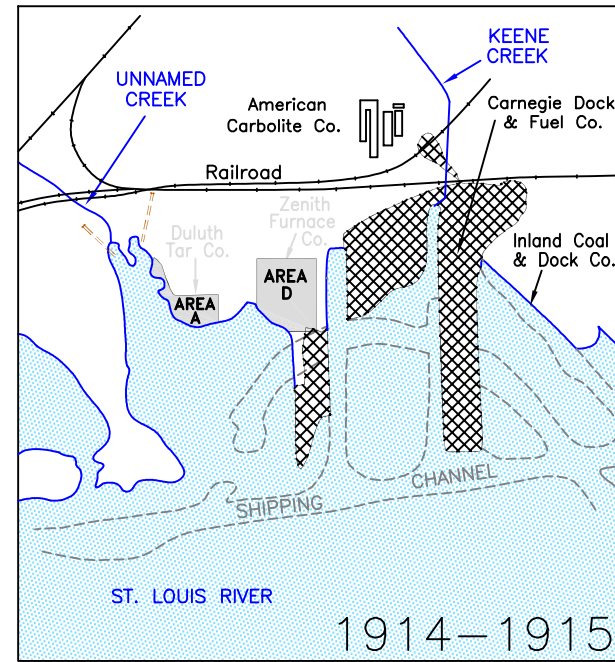 KEENE
CREEK
UNNAMED
CREEK
American
Carbolite Co.
Carnegie Dock
& Fuel Co.
Railroad
Zenith
Furnace
Co.
Duluth
Tar Co.
Inland Coal
& Dock Co.
AREA
D
AREA
A
SHIPPING CHANNEL
ST. LOUIS RIVER
1914-1915